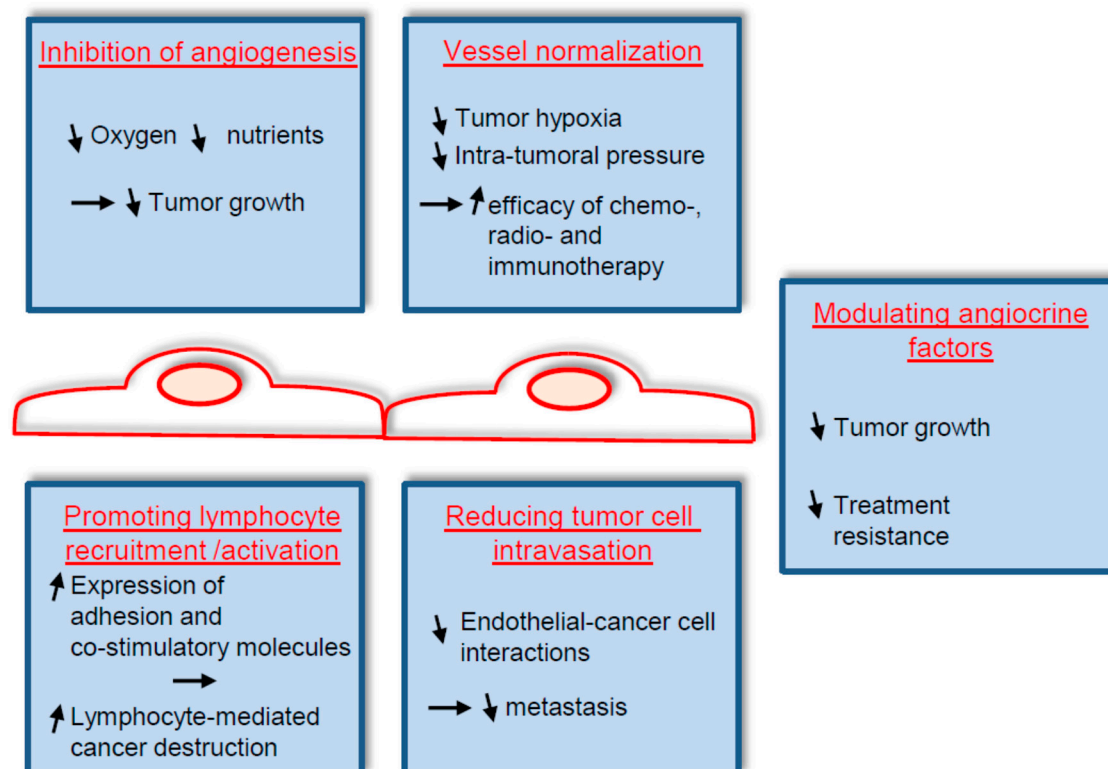 Inhibition of angiogenesis
↓ Oxygen ↓ nutrients
→ ↓ Tumor growth
Vessel normalization
↓ Tumor hypoxia
↓ Intra-tumoral pressure
→ ↑ efficacy of chemo-,
radio- and
immunotherapy
Modulating angiocrine
factors
↓ Tumor growth
↓ Treatment
resistance
Promoting lymphocyte
recruitment /activation
↑ Expression of
adhesion and
co-stimulatory molecules
→
↑ Lymphocyte-mediated
cancer destruction
Reducing tumor cell
intravasation
↓ Endothelial-cancer cell
interactions
→ ↓ metastasis